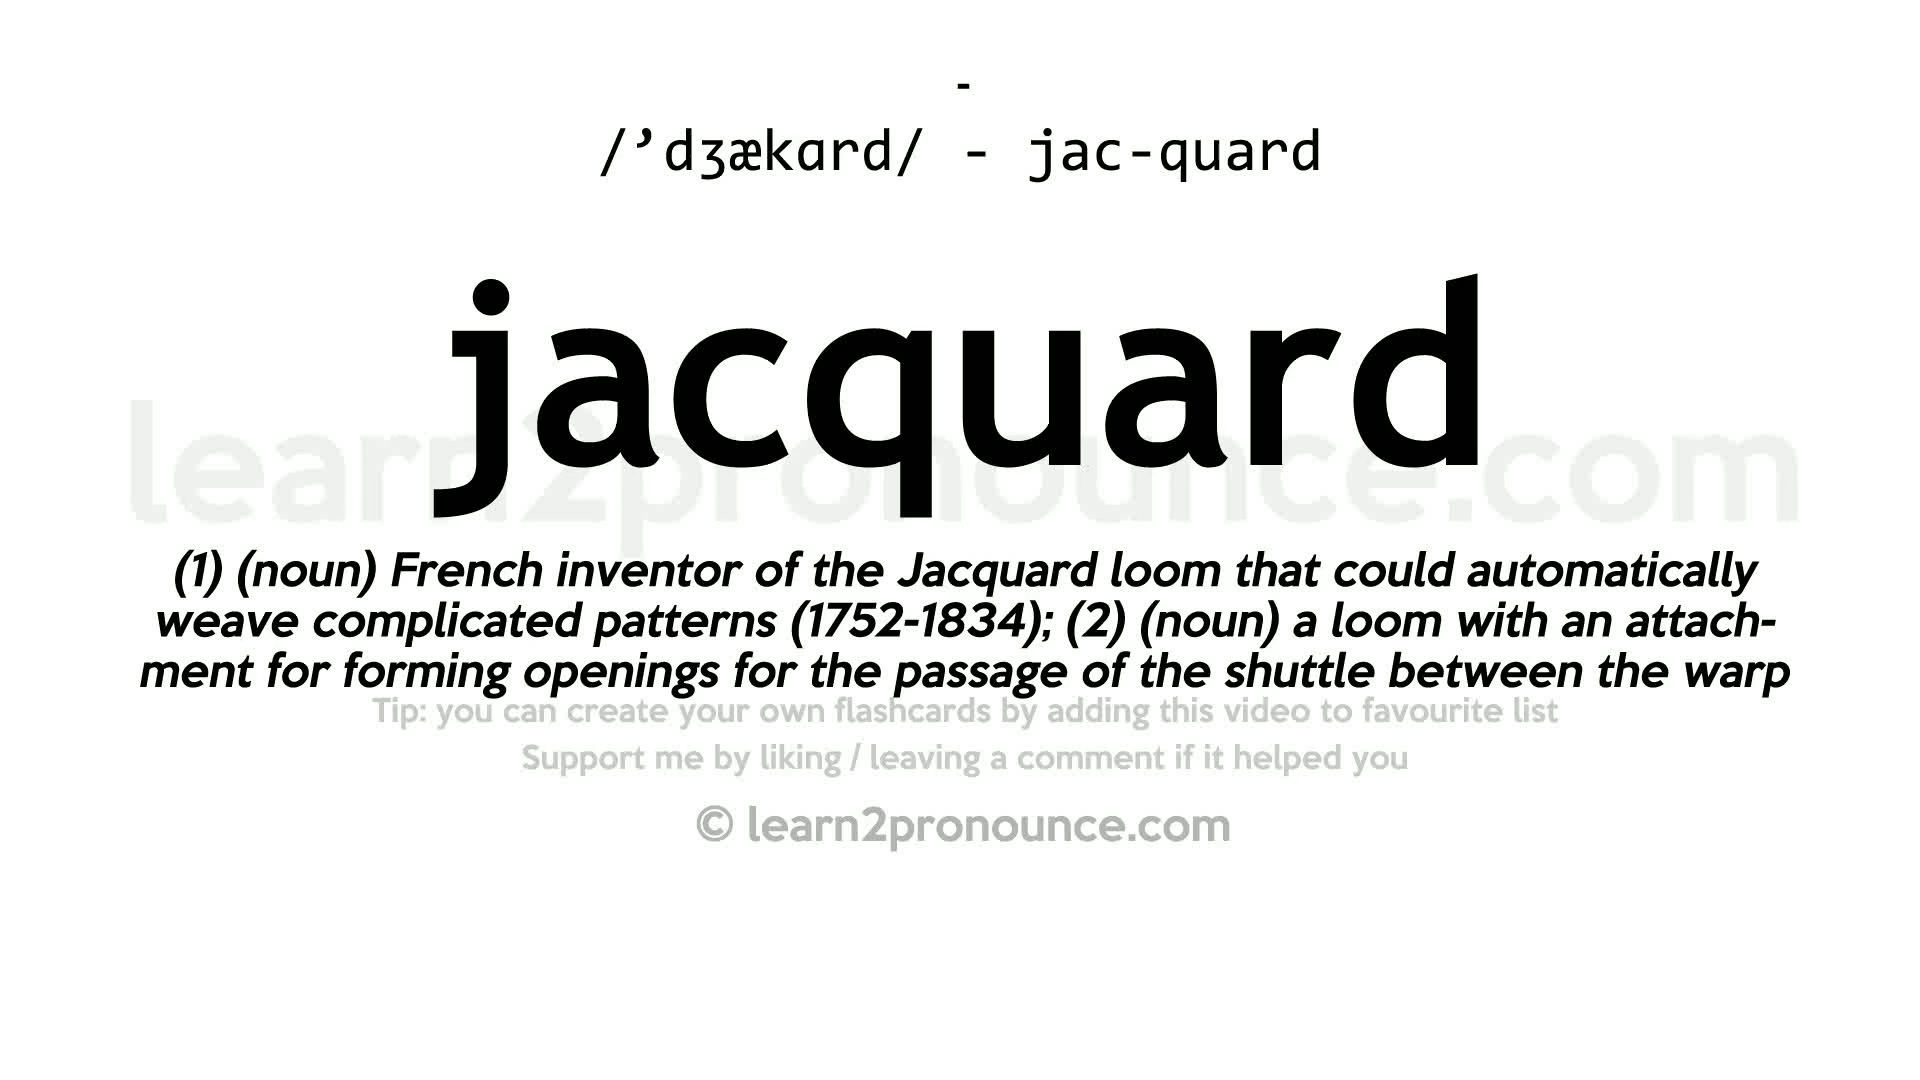 -
/’dʒækɑrd/ - jac-quard
jacquard
learn2pronounce.com
(1) (noun) French inventor of the Jacquard loom that could automatically
weave complicated patterns (1752-1834); (2) (noun) a loom with an attach-
ment for forming openings for the passage of the shuttle between the warp
Tip: you can create your own flashcards by adding this video to favourite list
Support me by liking / leaving a comment if it helped you
© learn2pronounce.com